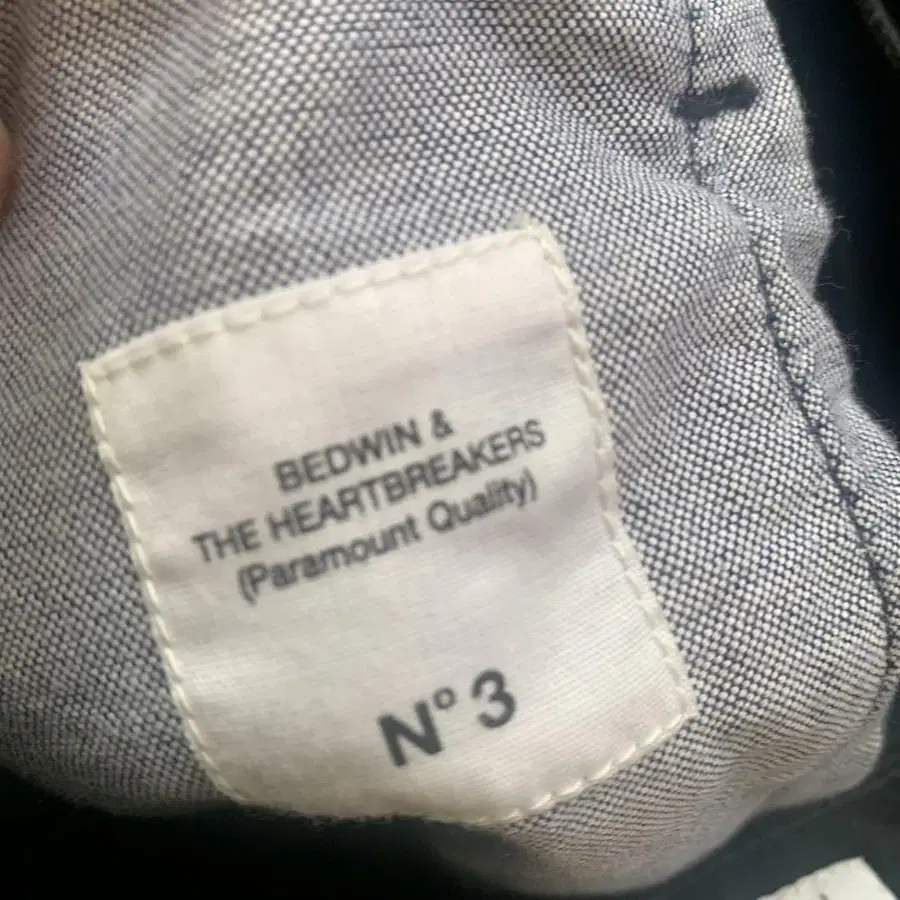 BEDWIN &
THE HEARTBREAKERS
(Paramount Quality)
N° 3